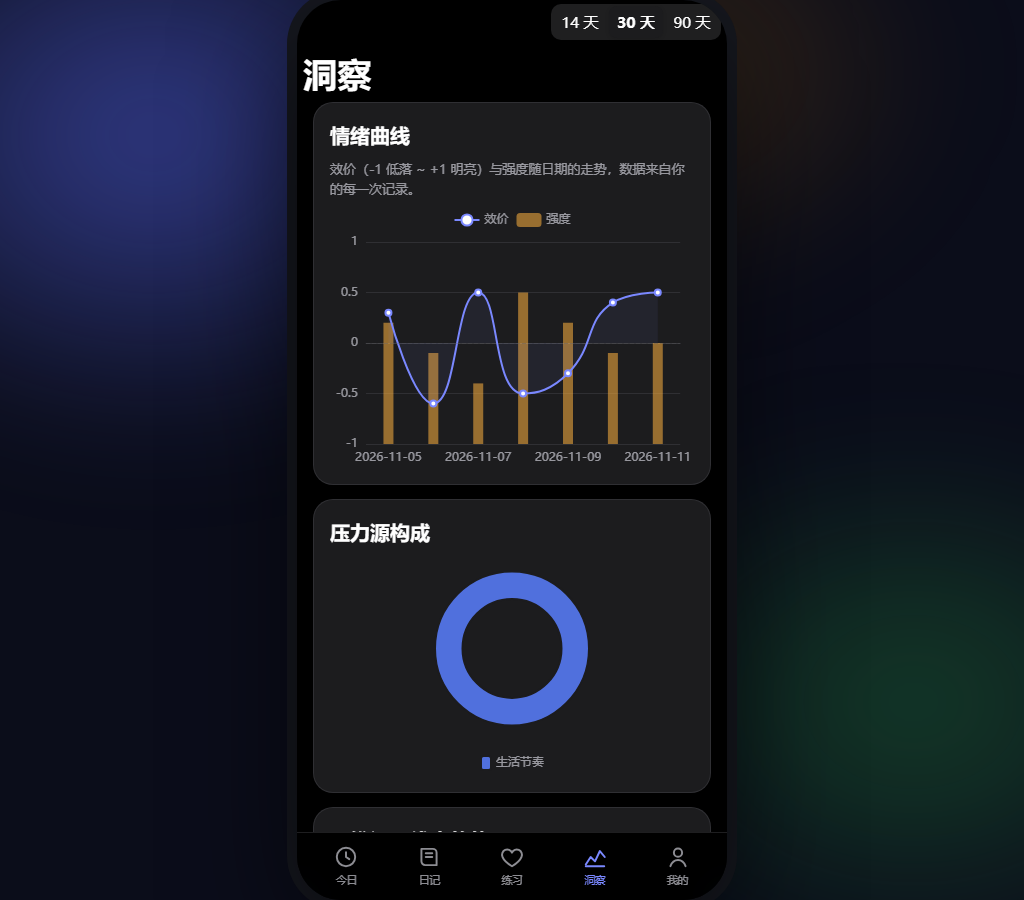 14 天 30 天 90 天
洞察
情绪曲线
效价（-1 低落 ~ +1 明亮）与强度随日期的走势，数据来自你
的每一次记录。
效价 强度
1
0.5
0
-0.5
-1
2026-11-05 2026-11-07 2026-11-09 2026-11-11
压力源构成
生活节奏
今日 日记 练习 洞察 我的